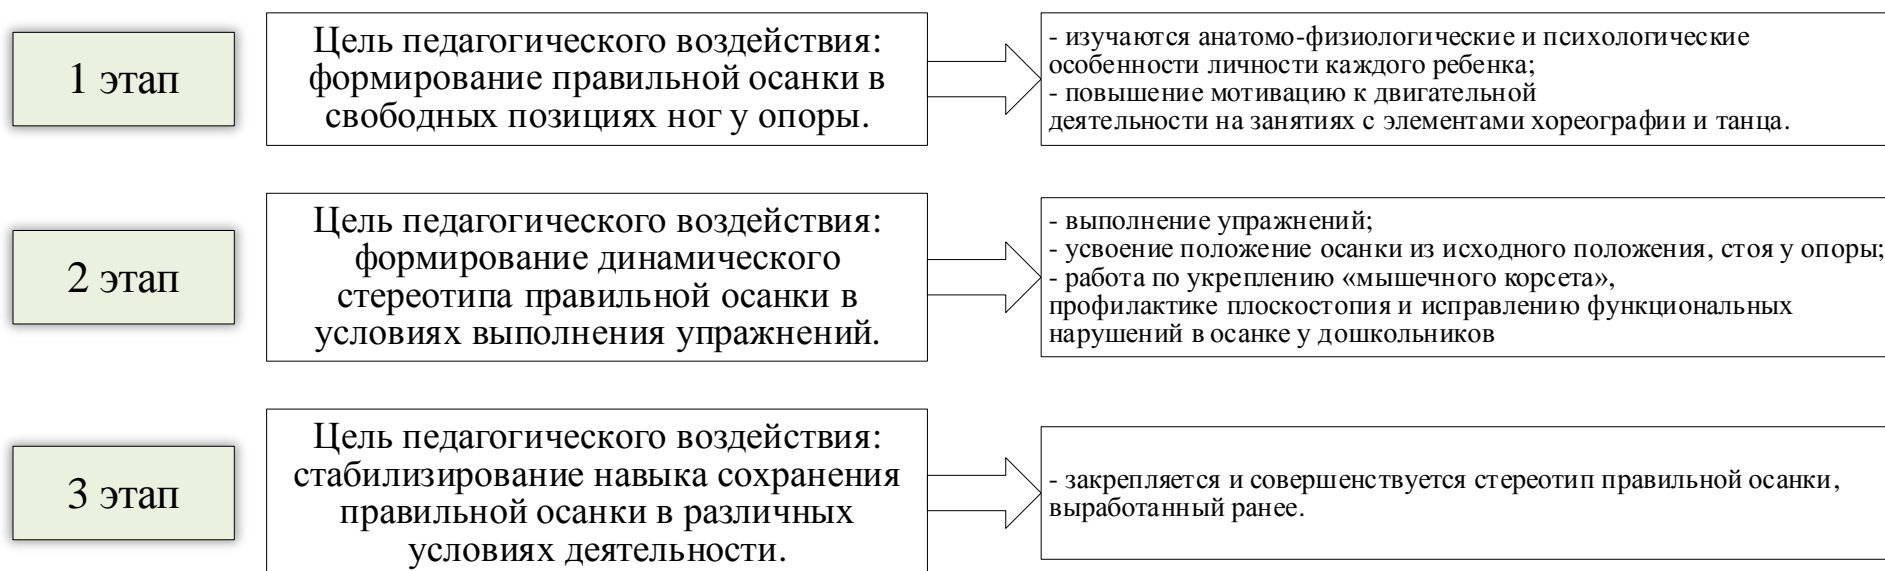 1 этап
Цель педагогического воздействия:
формирование правильной осанки в
свободных позициях ног у опоры.
- изучаются анатомо-физиологические и психологические
особенности личности каждого ребенка;
- повышение мотивацию к двигательной
деятельности на занятиях с элементами хореографии и танца.
2 этап
Цель педагогического воздействия:
формирование динамического
стереотипа правильной осанки в
условиях выполнения упражнений.
- выполнение упражнений;
- усвоение положение осанки из исходного положения, стоя у опоры;
- работа по укреплению «мышечного корсета»,
профилактике плоскостопия и исправлению функциональных
нарушений в осанке у дошкольников
3 этап
Цель педагогического воздействия:
стабилизирование навыка сохранения
правильной осанки в различных
условиях деятельности.
- закрепляется и совершенствуется стереотип правильной осанки,
выработанный ранее.